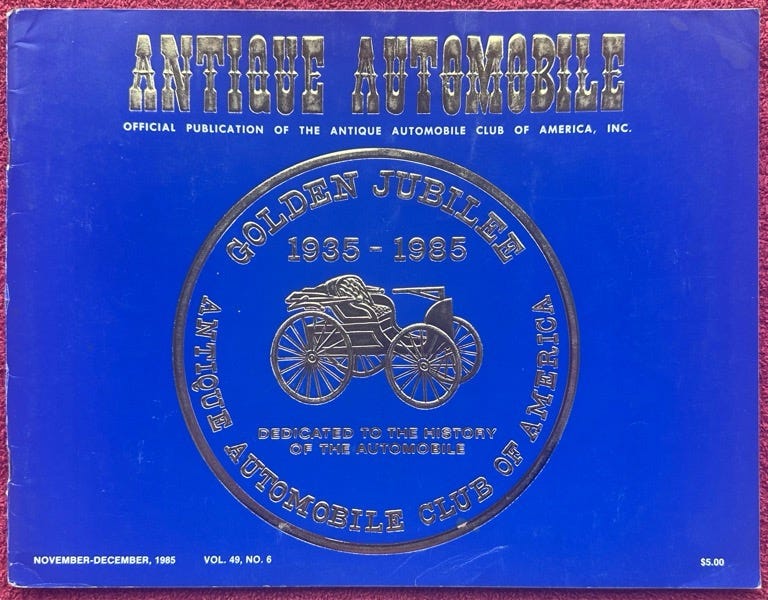 ANTIQUE AUTOMOBILE
OFFICIAL PUBLICATION OF THE ANTIQUE AUTOMOBILE CLUB OF AMERICA, INC.
GOLDEN JUBILEE
1935 - 1985
DEDICATED TO THE HISTORY
OF THE AUTOMOBILE
ANTIQUE AUTOMOBILE CLUB OF AMERICA
NOVEMBER-DECEMBER, 1985 VOL. 49, NO. 6 $5.00